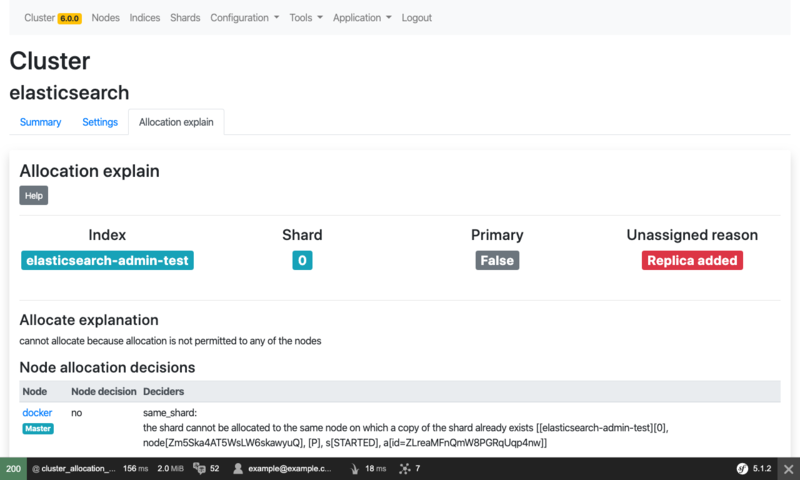 Cluster 6.0.0 Nodes Indices Shards Configuration Tools Application Logout
Cluster
elasticsearch
Summary Settings Allocation explain
Allocation explain
Help
Index Shard Primary Unassigned reason
elasticsearch-admin-test 0 False Replica added
Allocate explanation
cannot allocate because allocation is not permitted to any of the nodes
Node allocation decisions
Node Node decision Deciders
docker no same_shard:
Master the shard cannot be allocated to the same node on which a copy of the shard already exists [[elasticsearch-admin-test][0],
node[Zm5Ska4AT5WsLW6skawyuQ], [P], s[STARTED], a[id=ZLreaMFnQmW8PGRqUqp4nw]]
200 @ cluster_allocation_... 156 ms 2.0 MiB 52 example@example.c... 18 ms 7 sf 5.1.2